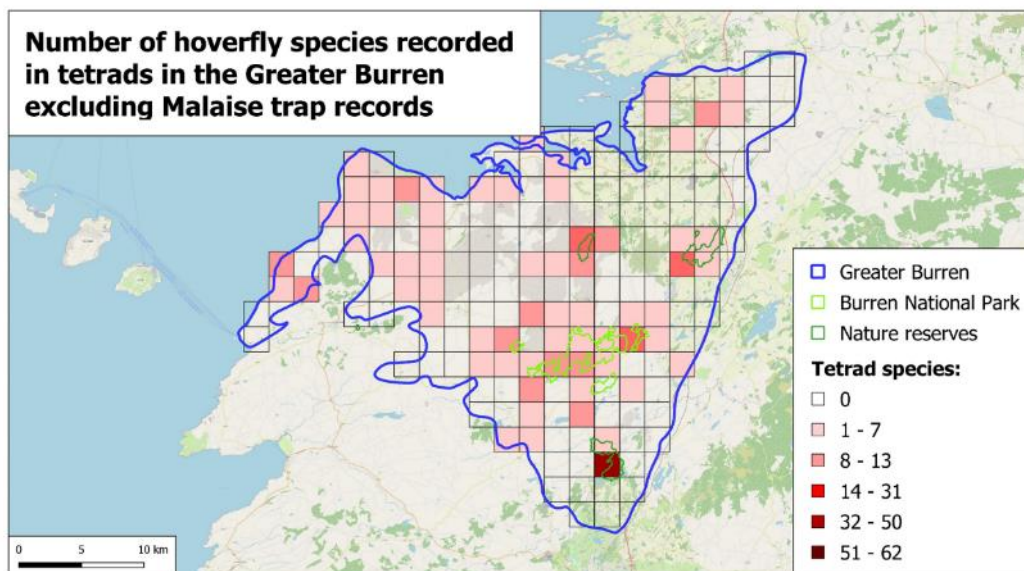 Number of hoverfly species recorded
in tetrads in the Greater Burren
excluding Malaise trap records
Greater Burren
Burren National Park
Nature reserves
Tetrad species:
0
1 - 7
8 - 13
14 - 31
32 - 50
51 - 62
0 5 10 km